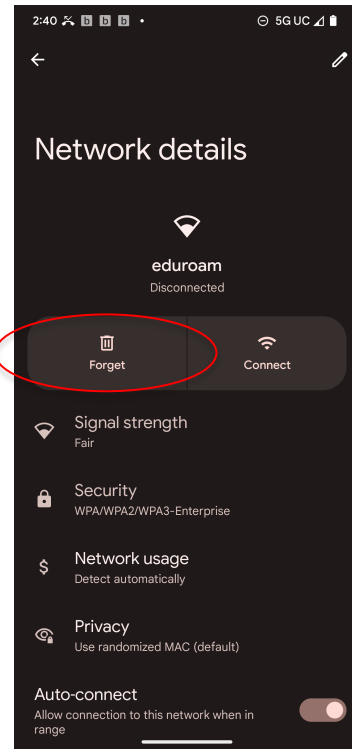 2:40 b b b • 5G UC
Network details
eduroam
Disconnected
Forget Connect
Signal strength
Fair
Security
WPA/WPA2/WPA3-Enterprise
$ Network usage
Detect automatically
Privacy
Use randomized MAC (default)
Auto-connect
Allow connection to this network when in
range